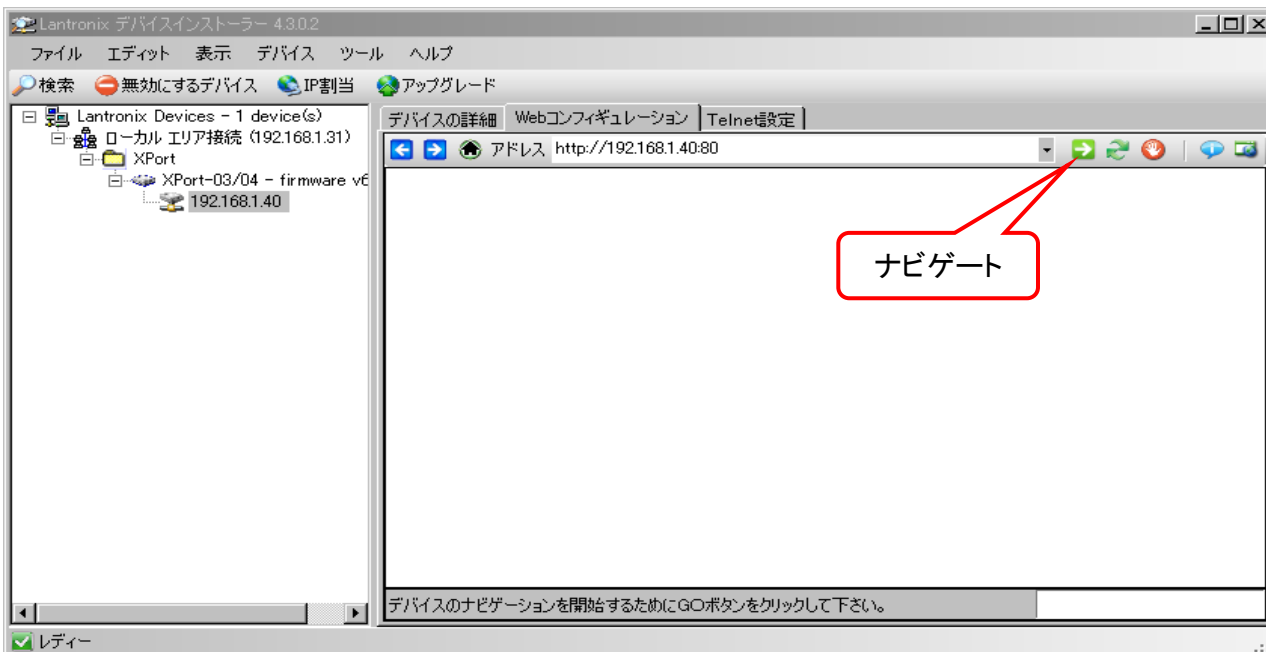 Lantronix デバイスインストーラー 4.3.0.2
ファイル エディット 表示 デバイス ツール ヘルプ
検索 無効にするデバイス IP割当 アップグレード
Lantronix Devices - 1 device(s)
ローカル エリア接続 (192.168.1.31)
XPort
XPort-03/04 - firmware v6
192.168.1.40
デバイスの詳細 Webコンフィギュレーション Telnet設定
アドレス http://192.168.1.40:80
ナビゲート
デバイスのナビゲーションを開始するためにGOボタンをクリックして下さい。
レディー